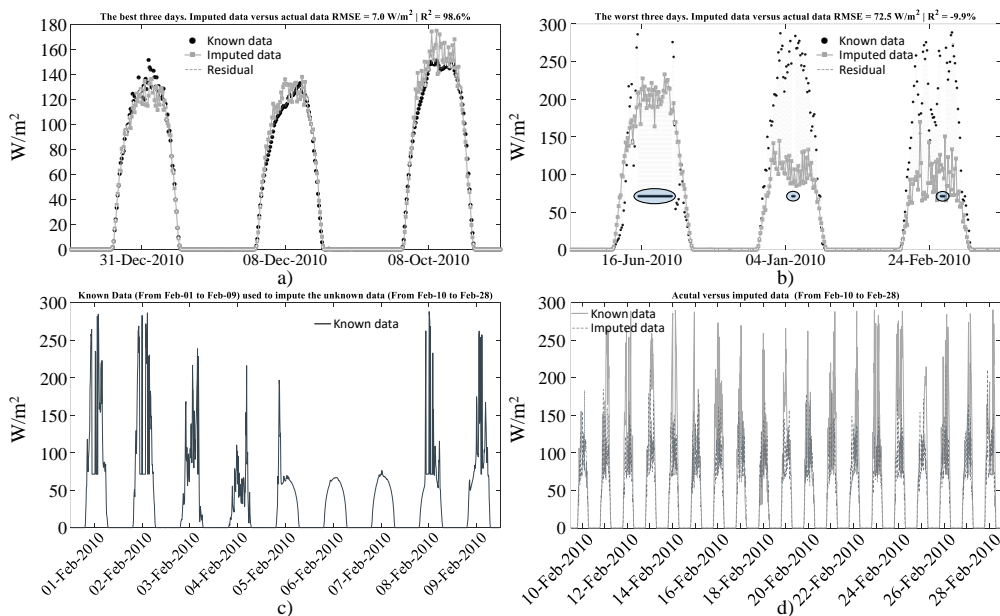 The best three days. Imputed data versus actual data RMSE = 7.0 W/m² | R² = 98.6%
180
160
140
120
100
80
60
40
20
0
W/m²
Known data
Imputed data
Residual
31-Dec-2010
08-Dec-2010
08-Oct-2010
a)
The worst three days. Imputed data versus actual data RMSE = 72.5 W/m² | R² = -9.9%
300
250
200
150
100
50
0
W/m²
Known data
Imputed data
Residual
16-Jun-2010
04-Jan-2010
24-Feb-2010
b)
Known Data (From Feb-01 to Feb-09) used to impute the unknown data (From Feb-10 to Feb-28)
300
250
200
150
100
50
0
W/m²
Known data
01-Feb-2010
02-Feb-2010
03-Feb-2010
04-Feb-2010
05-Feb-2010
06-Feb-2010
07-Feb-2010
08-Feb-2010
09-Feb-2010
c)
Acutal versus imputed data (From Feb-10 to Feb-28)
300
250
200
150
100
50
0
W/m²
Known data
Imputed data
10-Feb-2010
12-Feb-2010
14-Feb-2010
16-Feb-2010
18-Feb-2010
20-Feb-2010
22-Feb-2010
24-Feb-2010
26-Feb-2010
28-Feb-2010
d)